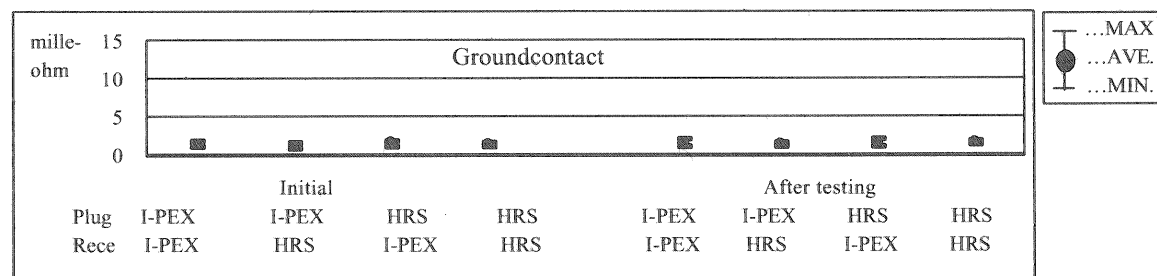 mille-
ohm
15
10
5
0
Groundcontact
...MAX
...AVE.
...MIN.
Initial After testing
Plug I-PEX I-PEX HRS HRS I-PEX I-PEX HRS HRS
Rece I-PEX HRS I-PEX HRS I-PEX HRS I-PEX HRS